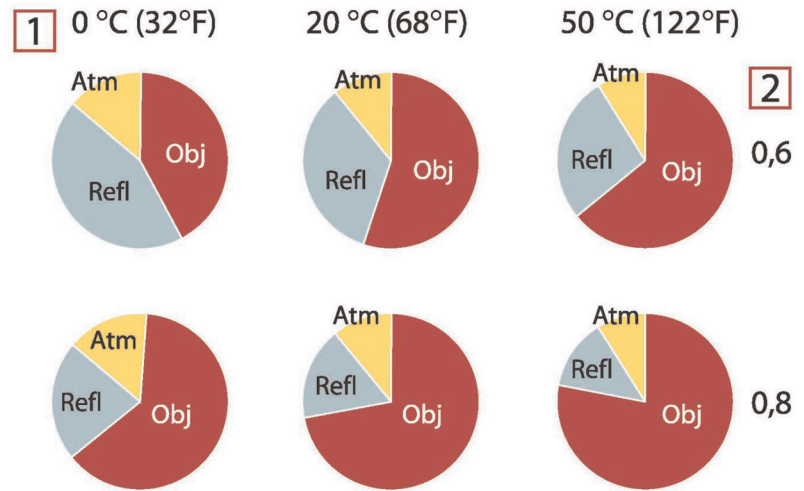 1 0 °C (32°F) 20 °C (68°F) 50 °C (122°F)
2
Atm Obj Refl
Atm Obj Refl
Atm Obj Refl
0,6
Atm Refl Obj
Atm Refl Obj
Atm Refl Obj
0,8